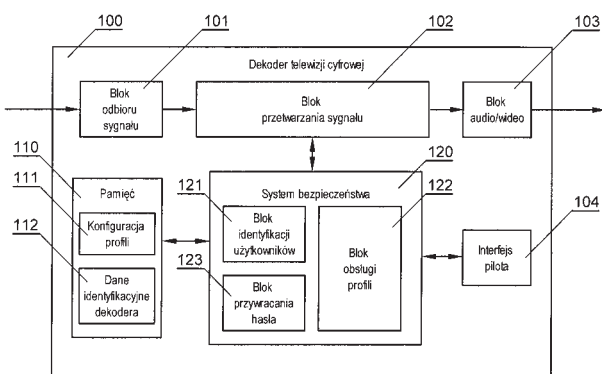 100
101
102
103
Dekoder telewizji cyfrowej
Blok
odbioru
sygnału
Blok
przetwarzania sygnału
Blok
audio/wideo
110
111
112
Pamięć
Konfiguracja
profili
Dane
identyfikacyjne
dekodera
120
121
122
123
System bezpieczeństwa
Blok
identyfikacji
użytkowników
Blok
przywracania
hasła
Blok
obsługi
profili
104
Interfejs
pilota